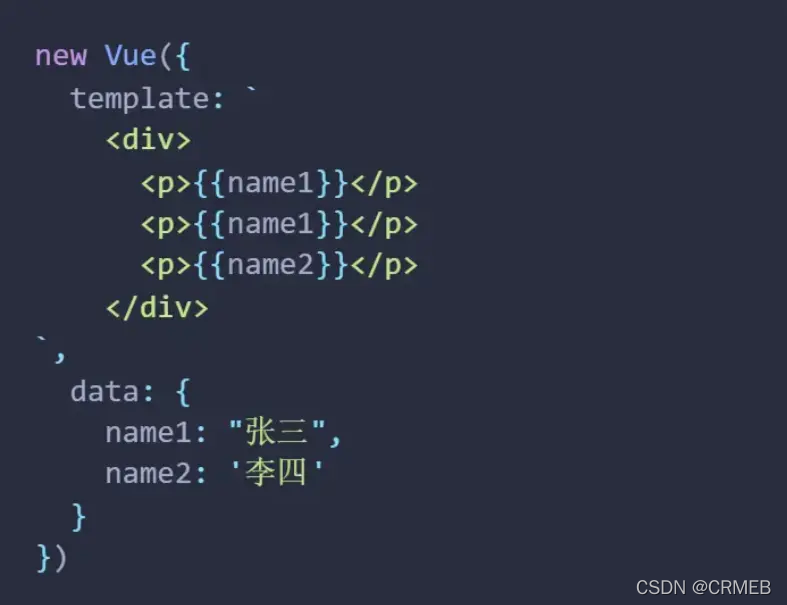 new Vue({
  template: `
    <div>
      <p>{{name1}}</p>
      <p>{{name1}}</p>
      <p>{{name2}}</p>
    </div>
`,
  data: {
    name1: "张三",
    name2: '李四'
  }
})
CSDN @CRMEB